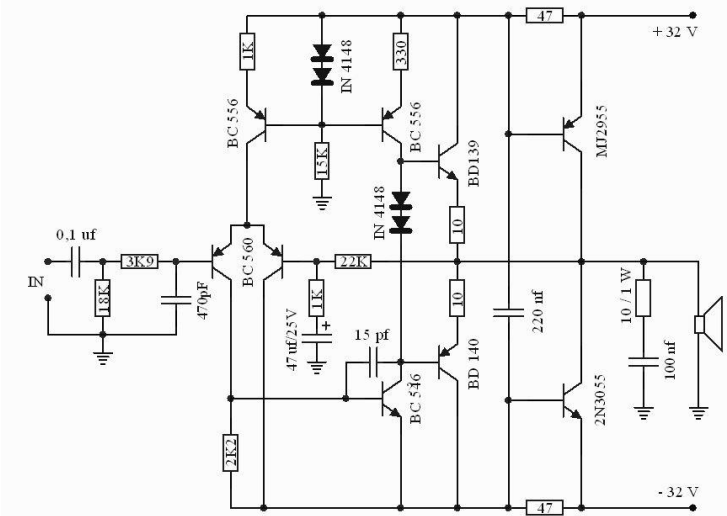 47
+ 32 V
1K
IN 4148
330
BC 556
BC 556
MJ2955
15K
BD139
IN 4148
10
0,1 uf
3K9
BC 560
22K
IN
18K
470pF
1K
47uf/25V
+
15 pf
10
220 nf
10 / 1 W
BD 140
100 nf
BC 546
2N3055
2K2
47
- 32 V